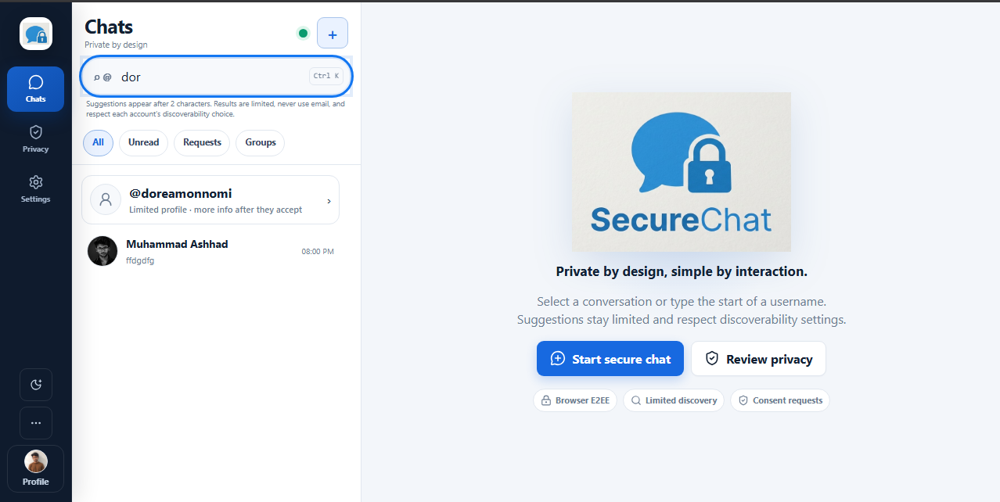 Chats
Private by design
+
@ dor
Ctrl K
Suggestions appear after 2 characters. Results are limited, never use email, and
respect each account's discoverability choice.
All
Unread
Requests
Groups
@doreamonnomi
Limited profile · more info after they accept
Muhammad Ashhad
08:00 PM
ffdgdfg
Chats
Privacy
Settings
Profile
SecureChat
Private by design, simple by interaction.
Select a conversation or type the start of a username.
Suggestions stay limited and respect discoverability settings.
Start secure chat
Review privacy
Browser E2EE
Limited discovery
Consent requests